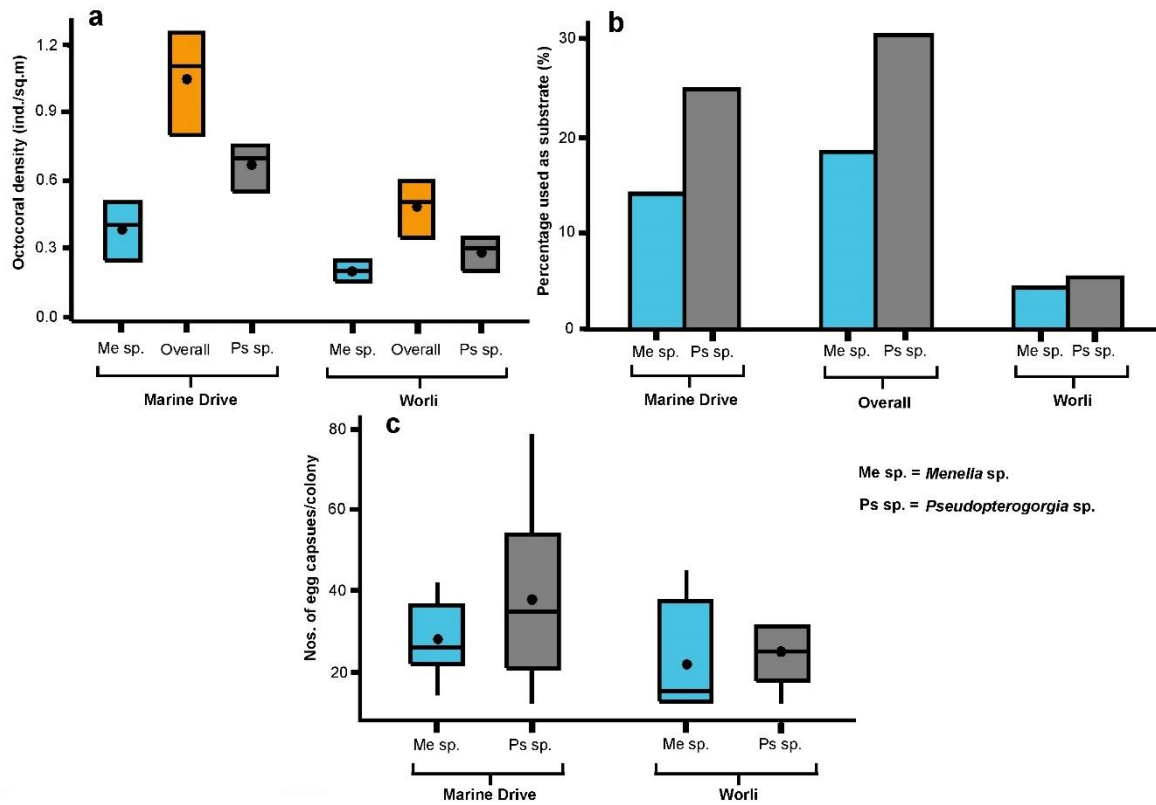 a
Octocoral density (ind./sq.m)
1.2
0.9
0.6
0.3
0.0
Me sp. Overall Ps sp. Me sp. Overall Ps sp.
Marine Drive Worli
b
Percentage used as substrate (%)
30
20
10
0
Me sp. Ps sp. Me sp. Ps sp. Me sp. Ps sp.
Marine Drive Overall Worli
c
Nos. of egg capsues/colony
80
60
40
20
Me sp. Ps sp. Me sp. Ps sp.
Marine Drive Worli
Me sp. = Menella sp.
Ps sp. = Pseudopterogorgia sp.